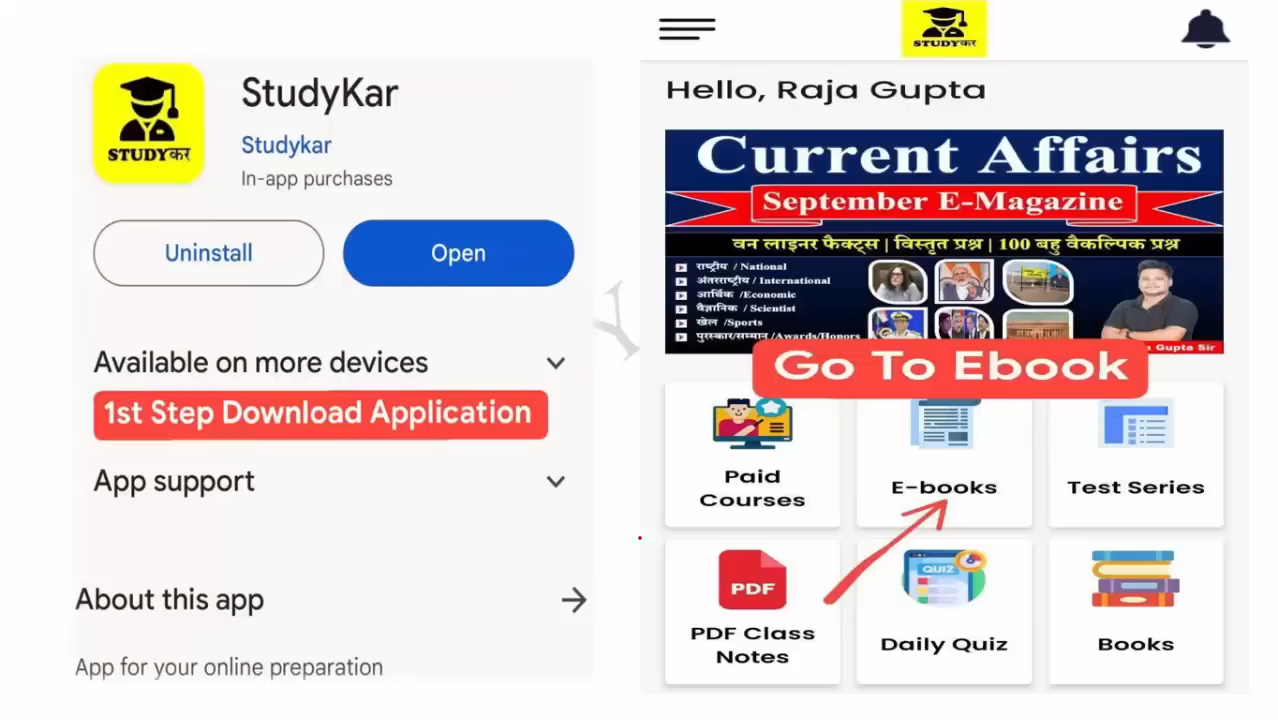 StudyKar
STUDYकर
Studykar
In-app purchases
Uninstall
Open
Available on more devices
1st Step Download Application
App support
About this app
App for your online preparation
Y
STUDYकर
Hello, Raja Gupta
Current Affairs
September E-Magazine
वन लाइनर फैक्ट्स | विस्तृत प्रश्न | 100 बहु वैकल्पिक प्रश्न
राष्ट्रीय / National
अंतरराष्ट्रीय / International
आर्थिक /Economic
वैज्ञानिक / Scientist
खेल /Sports
पुरस्कार/सम्मान /Awards/Honors
Gupta Sir
Go To Ebook
Paid
Courses
E-books
Test Series
PDF
PDF Class
Notes
QUIZ
Daily Quiz
Books